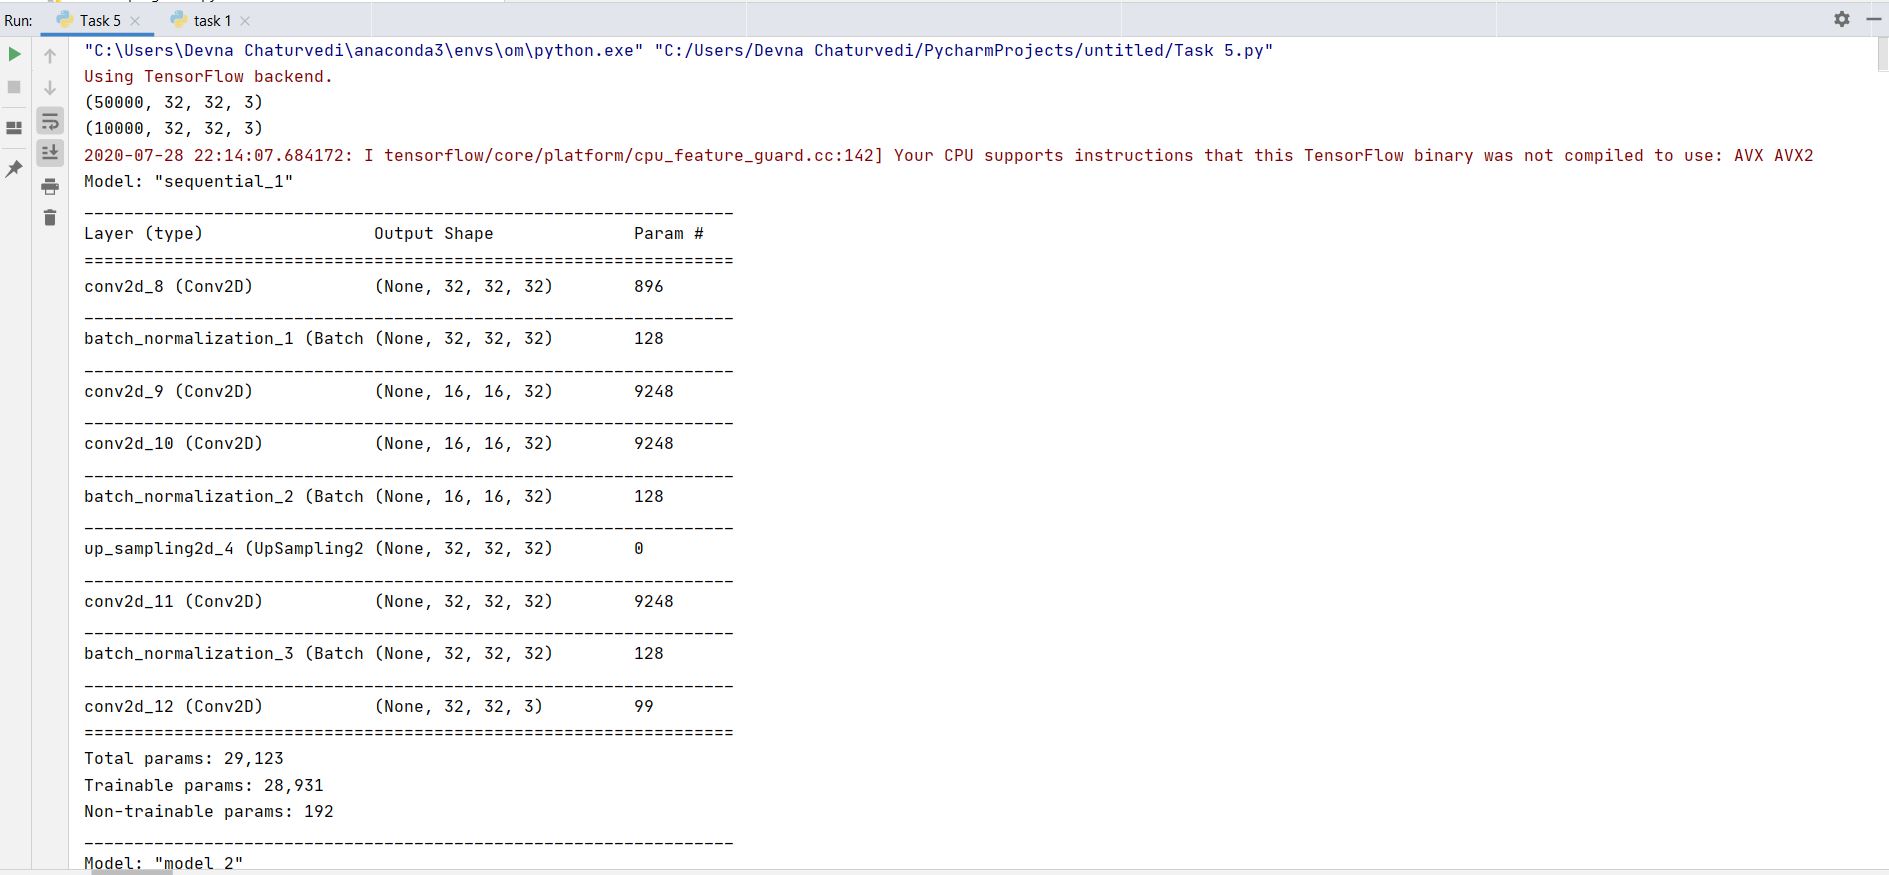 Run: Task 5 task 1
"C:\Users\Devna Chaturvedi\anaconda3\envs\om\python.exe" "C:/Users/Devna Chaturvedi/PycharmProjects/untitled/Task 5.py"
Using TensorFlow backend.
(50000, 32, 32, 3)
(10000, 32, 32, 3)
2020-07-28 22:14:07.684172: I tensorflow/core/platform/cpu_feature_guard.cc:142] Your CPU supports instructions that this TensorFlow binary was not compiled to use: AVX AVX2
Model: "sequential_1"
_________________________________________________________________
Layer (type)                 Output Shape              Param #
=================================================================
conv2d_8 (Conv2D)            (None, 32, 32, 32)        896
_________________________________________________________________
batch_normalization_1 (Batch (None, 32, 32, 32)        128
_________________________________________________________________
conv2d_9 (Conv2D)            (None, 16, 16, 32)        9248
_________________________________________________________________
conv2d_10 (Conv2D)           (None, 16, 16, 32)        9248
_________________________________________________________________
batch_normalization_2 (Batch (None, 16, 16, 32)        128
_________________________________________________________________
up_sampling2d_4 (UpSampling2 (None, 32, 32, 32)        0
_________________________________________________________________
conv2d_11 (Conv2D)           (None, 32, 32, 32)        9248
_________________________________________________________________
batch_normalization_3 (Batch (None, 32, 32, 32)        128
_________________________________________________________________
conv2d_12 (Conv2D)           (None, 32, 32, 3)         99
=================================================================
Total params: 29,123
Trainable params: 28,931
Non-trainable params: 192
_________________________________________________________________
Model: "model_2"